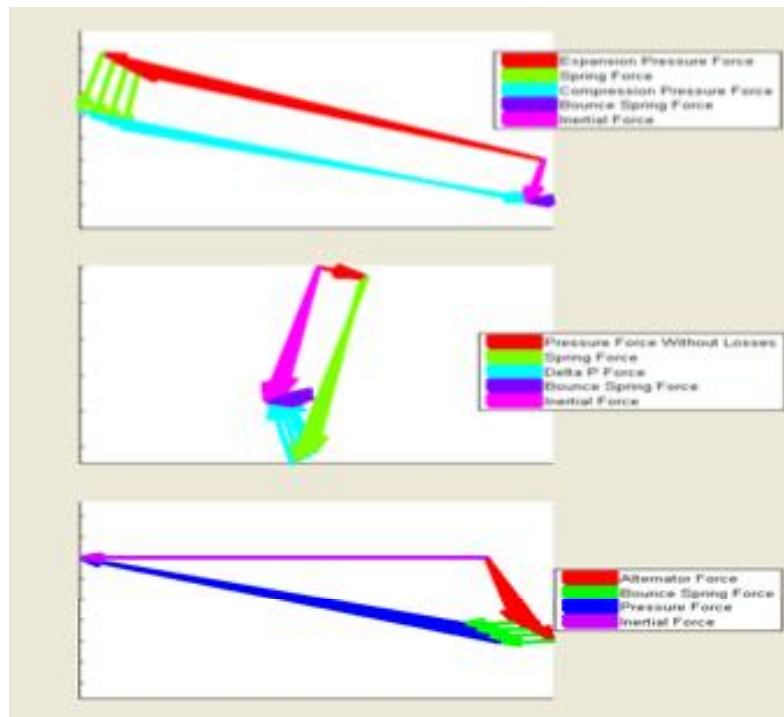 Expansion Pressure Force
Spring Force
Compression Pressure Force
Bounce Spring Force
Inertial Force
Pressure Force Without Losses
Spring Force
Delta P Force
Bounce Spring Force
Inertial Force
Alternator Force
Bounce Spring Force
Pressure Force
Inertial Force